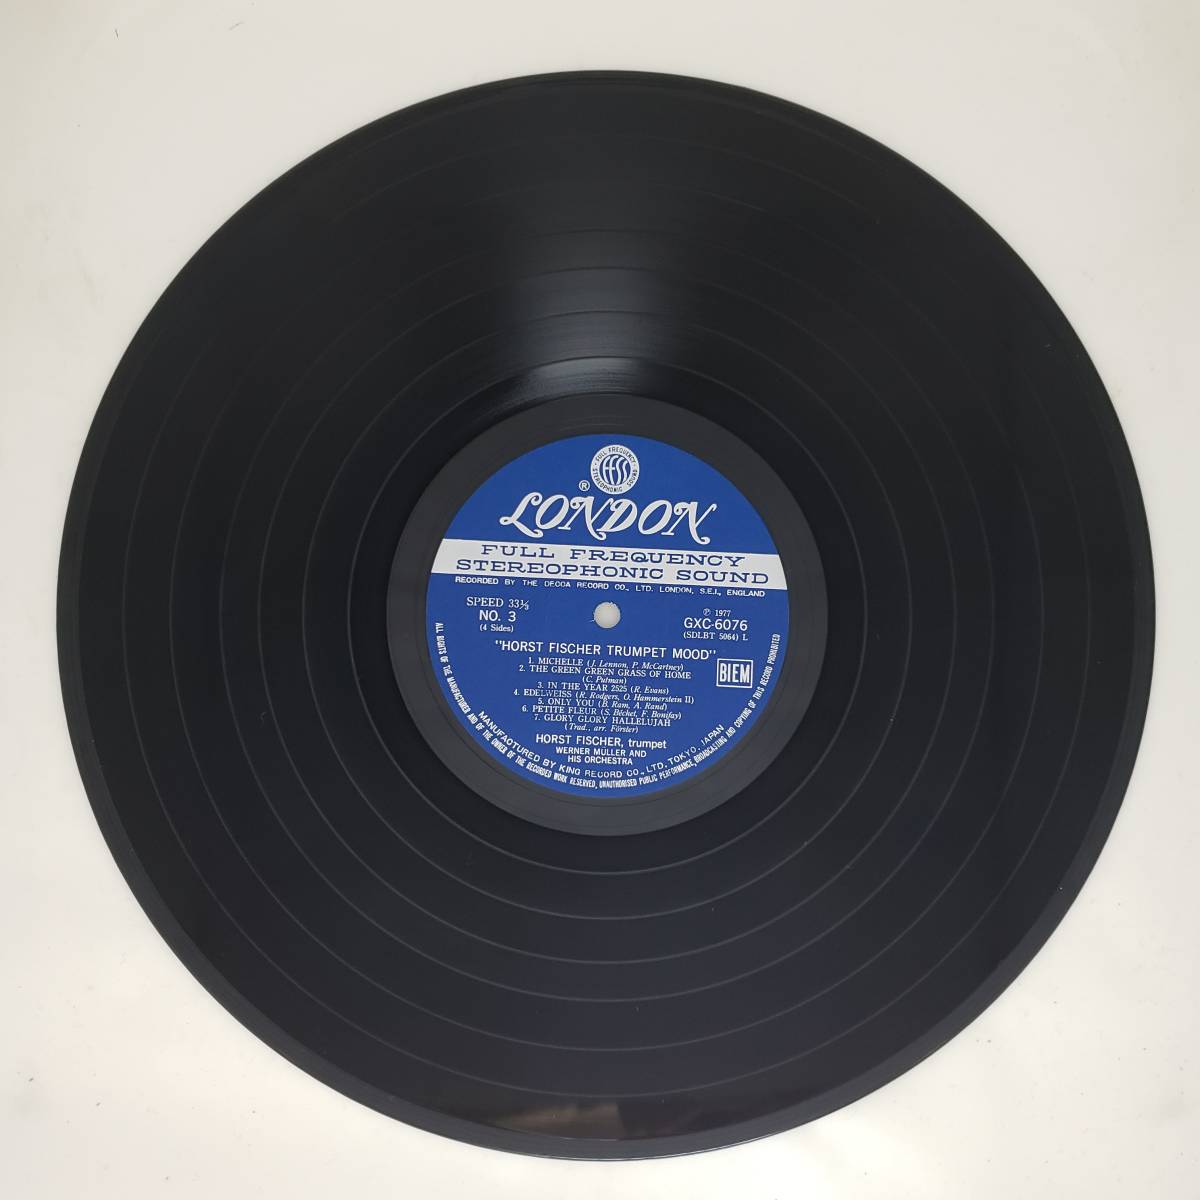 FULL FREQUENCY
ffss
STEREOPHONIC SOUND
®
LONDON
FULL FREQUENCY
STEREOPHONIC SOUND
RECORDED BY THE DECCA RECORD CO., LTD. LONDON, S.E.I., ENGLAND
SPEED 33⅓
NO. 3
(4 Sides)
Ⓟ 1977
GXC-6076
(SDLBT 5064) L
"HORST FISCHER TRUMPET MOOD"
1. MICHELLE (J. Lennon, P. McCartney)
2. THE GREEN GREEN GRASS OF HOME
(C. Putman)
3. IN THE YEAR 2525 (R. Evans)
4. EDELWEISS (R. Rodgers, O. Hammerstein II)
5. ONLY YOU (B. Ram, A. Rand)
6. PETITE FLEUR (S. Béchet, F. Bonifay)
7. GLORY GLORY HALLELUJAH
(Trad., arr. Förster)
BIEM
HORST FISCHER, trumpet
WERNER MÜLLER AND
HIS ORCHESTRA
MANUFACTURED BY KING RECORD CO., LTD. TOKYO, JAPAN
ALL RIGHTS OF THE MANUFACTURER AND OF THE OWNER OF THE RECORDED WORK RESERVED, UNAUTHORISED PUBLIC PERFORMANCE, BROADCASTING AND COPYING OF THIS RECORD PROHIBITED